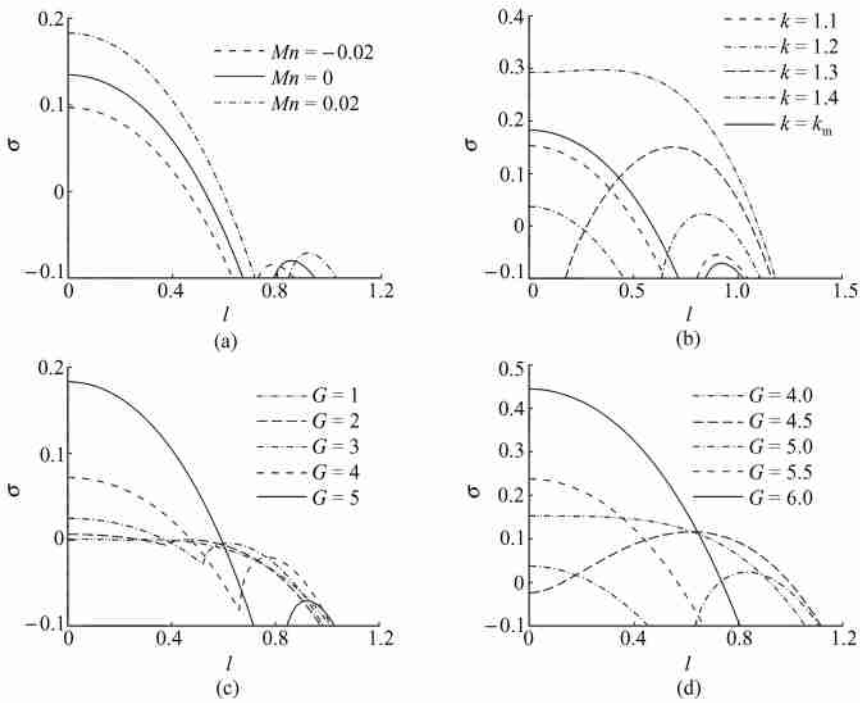 0.2
0.1
σ
0
−0.1
0
0.4
0.8
1.2
l
Mn = −0.02
Mn = 0
Mn = 0.02
(a)
0.4
0.3
0.2
σ
0.1
0
−0.1
0
0.5
1.0
1.5
l
k = 1.1
k = 1.2
k = 1.3
k = 1.4
k = km
(b)
0.2
0.1
σ
0
−0.1
0
0.4
0.8
1.2
l
G = 1
G = 2
G = 3
G = 4
G = 5
(c)
0.5
0.4
0.3
0.2
σ
0.1
0
−0.1
0
0.4
0.8
1.2
l
G = 4.0
G = 4.5
G = 5.0
G = 5.5
G = 6.0
(d)